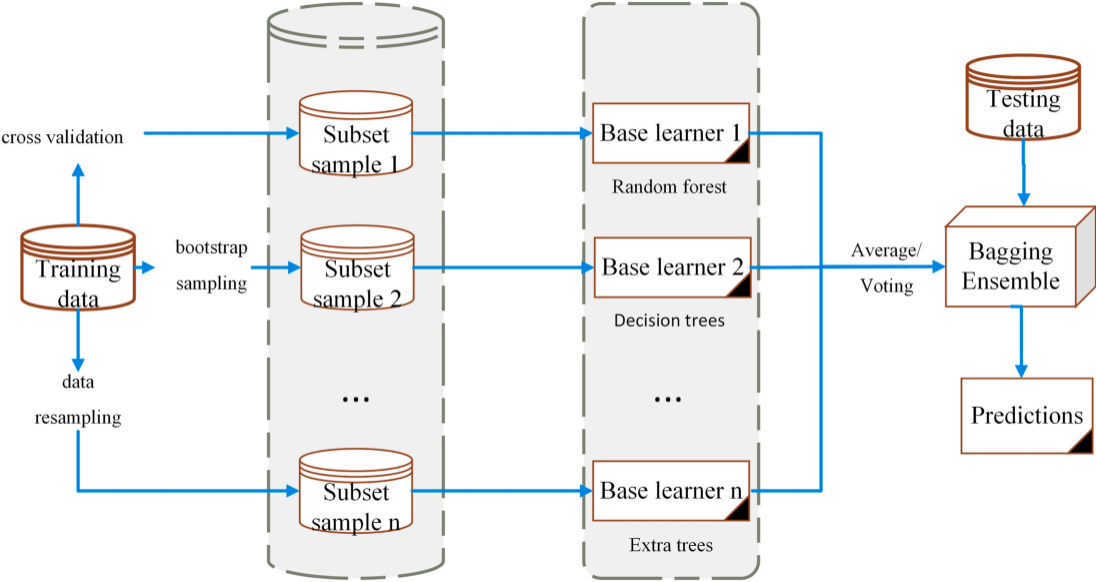 cross validation
Training
data
bootstrap
sampling
data
resampling
Subset
sample 1
Subset
sample 2
...
Subset
sample n
Base learner 1
Random forest
Base learner 2
Decision trees
...
Base learner n
Extra trees
Average/
Voting
Testing
data
Bagging
Ensemble
Predictions